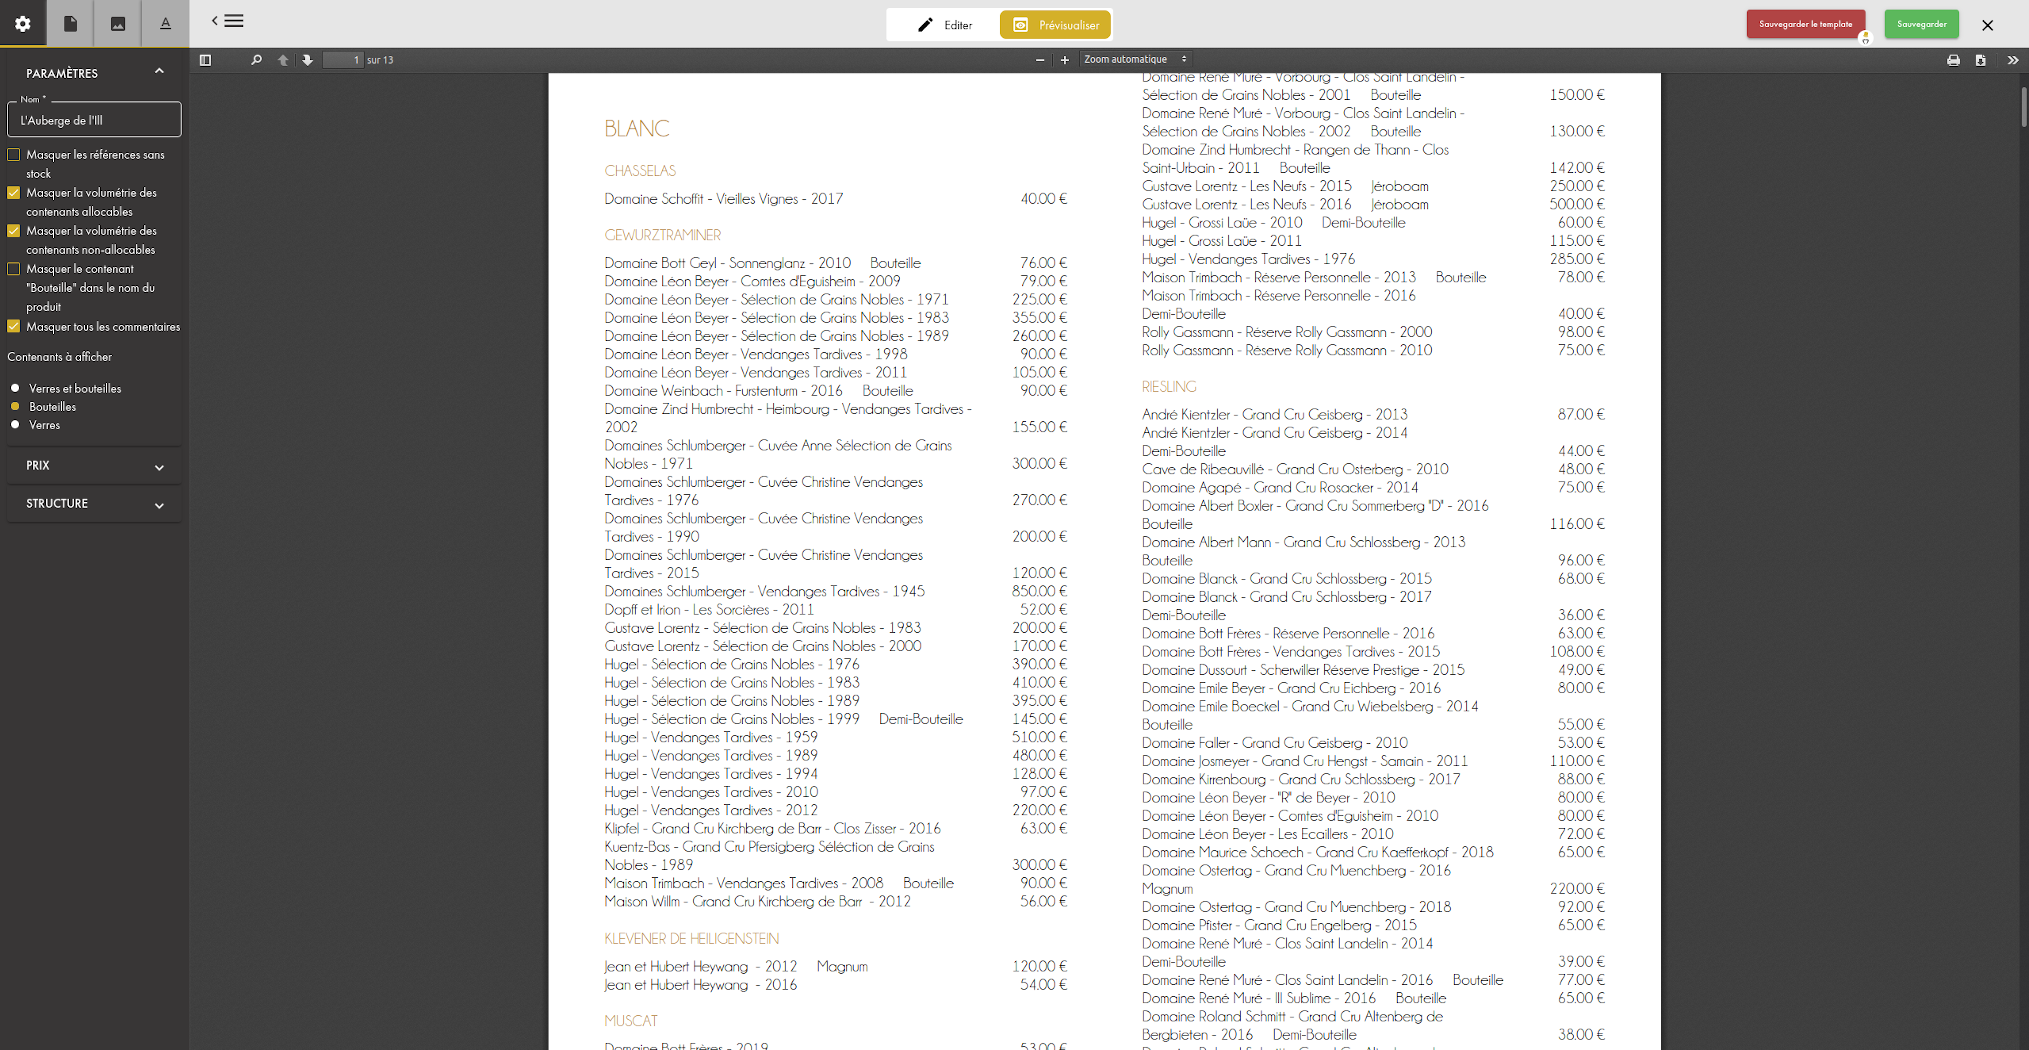 A
Editer
Prévisualiser
Sauvegarder le template
Sauvegarder
1 sur 13
Zoom automatique
PARAMÈTRES
Nom *
L'Auberge de l'Ill
Masquer les références sans
stock
Masquer la volumétrie des
contenants allocables
Masquer la volumétrie des
contenants non-allocables
Masquer le contenant
"Bouteille" dans le nom du
produit
Masquer tous les commentaires
Contenants à afficher
Verres et bouteilles
Bouteilles
Verres
PRIX
STRUCTURE
BLANC
CHASSELAS
Domaine Schoffit - Vieilles Vignes - 2017 40.00 €
GEWURZTRAMINER
Domaine Bott Geyl - Sonnenglanz - 2010 Bouteille 76.00 €
Domaine Léon Beyer - Comtes d'Eguisheim - 2009 79.00 €
Domaine Léon Beyer - Sélection de Grains Nobles - 1971 225.00 €
Domaine Léon Beyer - Sélection de Grains Nobles - 1983 355.00 €
Domaine Léon Beyer - Sélection de Grains Nobles - 1989 260.00 €
Domaine Léon Beyer - Vendanges Tardives - 1998 90.00 €
Domaine Léon Beyer - Vendanges Tardives - 2011 105.00 €
Domaine Weinbach - Furstentum - 2016 Bouteille 90.00 €
Domaine Zind Humbrecht - Heimbourg - Vendanges Tardives -
2002 155.00 €
Domaines Schlumberger - Cuvée Anne Sélection de Grains
Nobles - 1971 300.00 €
Domaines Schlumberger - Cuvée Christine Vendanges
Tardives - 1976 270.00 €
Domaines Schlumberger - Cuvée Christine Vendanges
Tardives - 1990 200.00 €
Domaines Schlumberger - Cuvée Christine Vendanges
Tardives - 2015 120.00 €
Domaines Schlumberger - Vendanges Tardives - 1945 850.00 €
Dopff et Irion - Les Sorcières - 2011 52.00 €
Gustave Lorentz - Sélection de Grains Nobles - 1983 200.00 €
Gustave Lorentz - Sélection de Grains Nobles - 2000 170.00 €
Hugel - Sélection de Grains Nobles - 1976 390.00 €
Hugel - Sélection de Grains Nobles - 1983 410.00 €
Hugel - Sélection de Grains Nobles - 1989 395.00 €
Hugel - Sélection de Grains Nobles - 1999 Demi-Bouteille 145.00 €
Hugel - Vendanges Tardives - 1959 510.00 €
Hugel - Vendanges Tardives - 1989 480.00 €
Hugel - Vendanges Tardives - 1994 128.00 €
Hugel - Vendanges Tardives - 2010 97.00 €
Hugel - Vendanges Tardives - 2012 220.00 €
Klipfel - Grand Cru Kirchberg de Barr - Clos Zisser - 2016 63.00 €
Kuentz-Bas - Grand Cru Pfersigberg Séléction de Grains
Nobles - 1989 300.00 €
Maison Trimbach - Vendanges Tardives - 2008 Bouteille 90.00 €
Maison Willm - Grand Cru Kirchberg de Barr - 2012 56.00 €
KLEVENER DE HEILIGENSTEIN
Jean et Hubert Heywang - 2012 Magnum 120.00 €
Jean et Hubert Heywang - 2016 54.00 €
MUSCAT
Domaine Bott Frères - 2019 53.00 €
Domaine René Muré - Vorbourg - Clos Saint Landelin -
Sélection de Grains Nobles - 2001 Bouteille 150.00 €
Domaine René Muré - Vorbourg - Clos Saint Landelin -
Sélection de Grains Nobles - 2002 Bouteille 130.00 €
Domaine Zind Humbrecht - Rangen de Thann - Clos
Saint-Urbain - 2011 Bouteille 142.00 €
Gustave Lorentz - Les Neufs - 2015 Jéroboam 250.00 €
Gustave Lorentz - Les Neufs - 2016 Jéroboam 500.00 €
Hugel - Grossi Laüe - 2010 Demi-Bouteille 60.00 €
Hugel - Grossi Laüe - 2011 115.00 €
Hugel - Vendanges Tardives - 1976 285.00 €
Maison Trimbach - Réserve Personnelle - 2013 Bouteille 78.00 €
Maison Trimbach - Réserve Personnelle - 2016
Demi-Bouteille 40.00 €
Rolly Gassmann - Réserve Rolly Gassmann - 2000 98.00 €
Rolly Gassmann - Réserve Rolly Gassmann - 2010 75.00 €
RIESLING
André Kientzler - Grand Cru Geisberg - 2013 87.00 €
André Kientzler - Grand Cru Geisberg - 2014
Demi-Bouteille 44.00 €
Cave de Ribeauvillé - Grand Cru Osterberg - 2010 48.00 €
Domaine Agapé - Grand Cru Rosacker - 2014 75.00 €
Domaine Albert Boxler - Grand Cru Sommerberg "D" - 2016
Bouteille 116.00 €
Domaine Albert Mann - Grand Cru Schlossberg - 2013
Bouteille 96.00 €
Domaine Blanck - Grand Cru Schlossberg - 2015 68.00 €
Domaine Blanck - Grand Cru Schlossberg - 2017
Demi-Bouteille 36.00 €
Domaine Bott Frères - Réserve Personnelle - 2016 63.00 €
Domaine Bott Frères - Vendanges Tardives - 2015 108.00 €
Domaine Dussourt - Scherwiller Réserve Prestige - 2015 49.00 €
Domaine Emile Beyer - Grand Cru Eichberg - 2016 80.00 €
Domaine Emile Boeckel - Grand Cru Wiebelsberg - 2014
Bouteille 55.00 €
Domaine Faller - Grand Cru Geisberg - 2010 53.00 €
Domaine Josmeyer - Grand Cru Hengst - Samain - 2011 110.00 €
Domaine Kirrenbourg - Grand Cru Schlossberg - 2017 88.00 €
Domaine Léon Beyer - "R" de Beyer - 2010 80.00 €
Domaine Léon Beyer - Comtes d'Eguisheim - 2010 80.00 €
Domaine Léon Beyer - Les Ecaillers - 2010 72.00 €
Domaine Maurice Schoech - Grand Cru Kaefferkopf - 2018 65.00 €
Domaine Ostertag - Grand Cru Muenchberg - 2016
Magnum 220.00 €
Domaine Ostertag - Grand Cru Muenchberg - 2018 92.00 €
Domaine Pfister - Grand Cru Engelberg - 2015 65.00 €
Domaine René Muré - Clos Saint Landelin - 2014
Demi-Bouteille 39.00 €
Domaine René Muré - Clos Saint Landelin - 2016 Bouteille 77.00 €
Domaine René Muré - Ill Sublime - 2016 Bouteille 65.00 €
Domaine Roland Schmitt - Grand Cru Altenberg de
Bergbieten - 2016 Demi-Bouteille 38.00 €